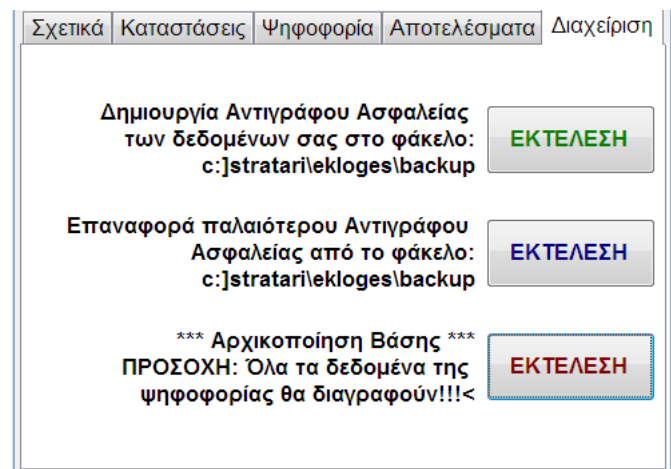 Σχετικά Καταστάσεις Ψηφοφορία Αποτελέσματα Διαχείριση
Δημιουργία Αντιγράφου Ασφαλείας
των δεδομένων σας στο φάκελο:
c:]stratari\ekloges\backup
ΕΚΤΕΛΕΣΗ
Επαναφορά παλαιότερου Αντιγράφου
Ασφαλείας από το φάκελο:
c:]stratari\ekloges\backup
ΕΚΤΕΛΕΣΗ
*** Αρχικοποίηση Βάσης ***
ΠΡΟΣΟΧΗ: Όλα τα δεδομένα της
ψηφοφορίας θα διαγραφούν!!!<
ΕΚΤΕΛΕΣΗ